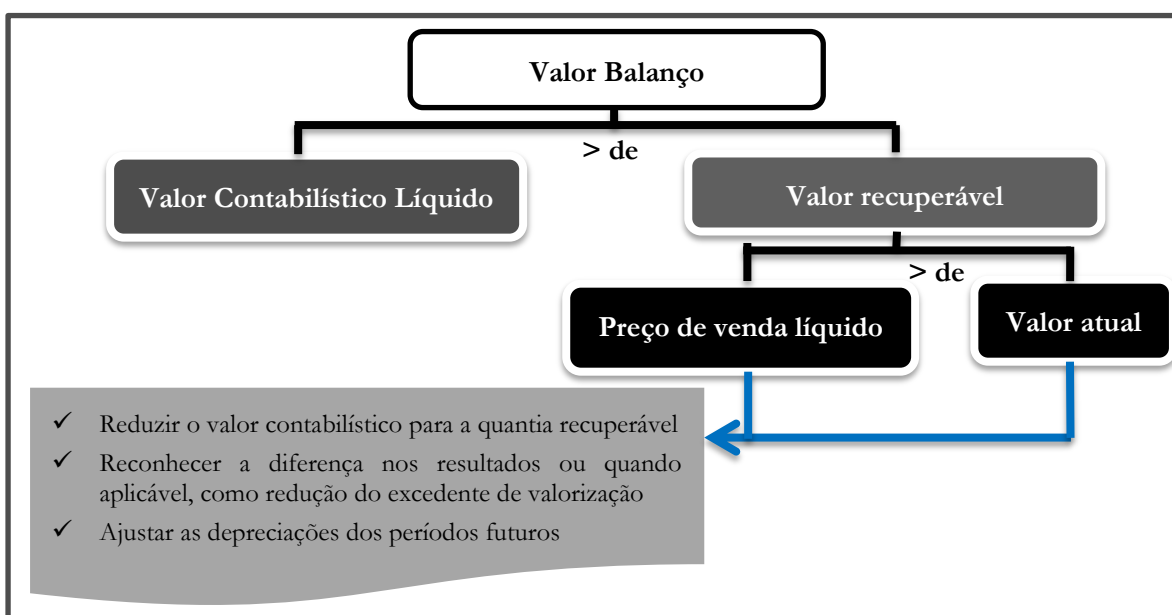 Valor Balanço
> de
Valor Contabilístico Líquido
Valor recuperável
> de
Preço de venda líquido
Valor atual
✓ Reduzir o valor contabilístico para a quantia recuperável
✓ Reconhecer a diferença nos resultados ou quando
aplicável, como redução do excedente de valorização
✓ Ajustar as depreciações dos períodos futuros